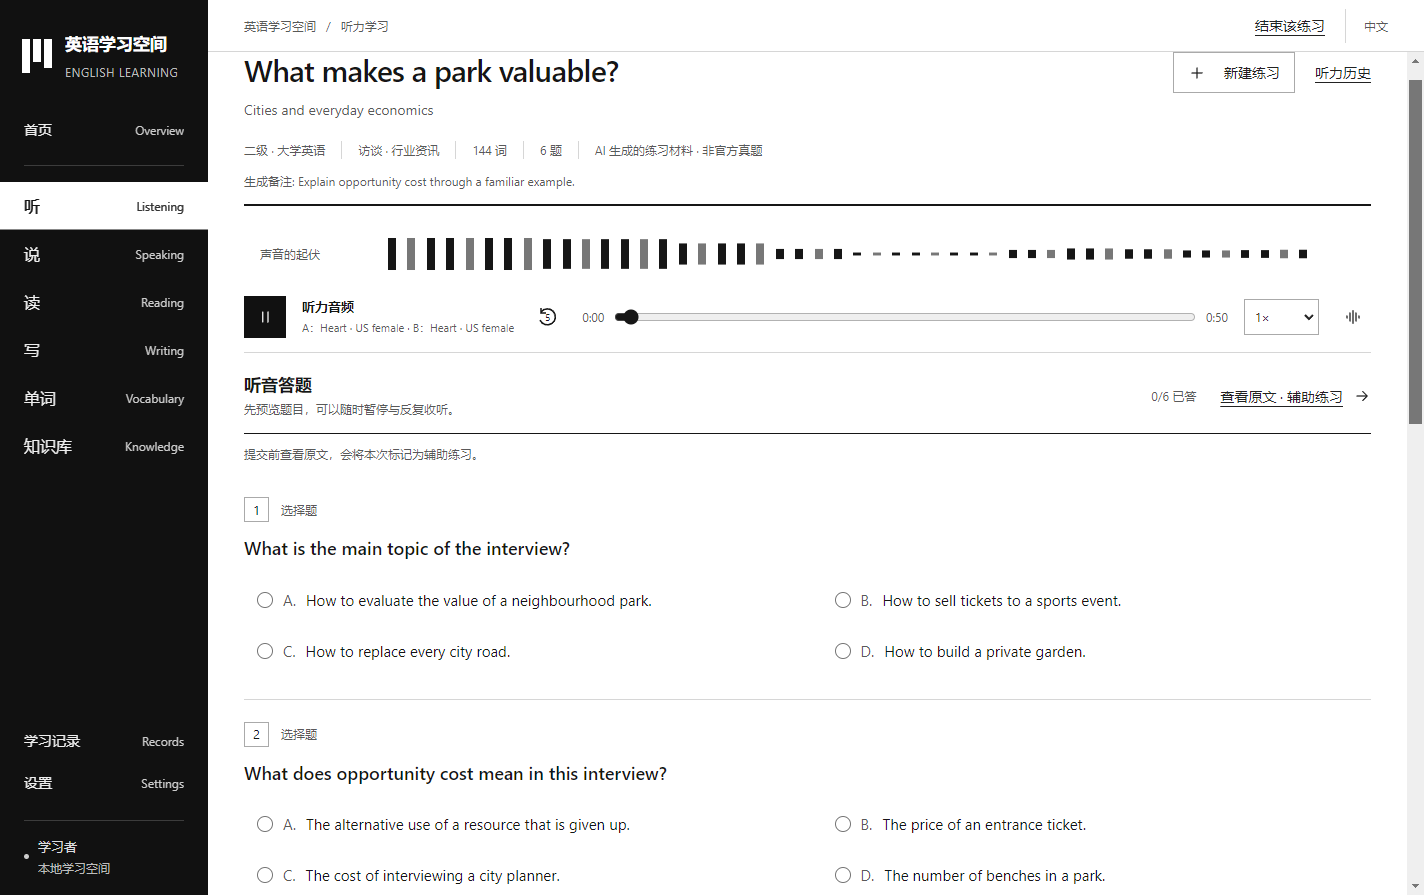 英语学习空间
ENGLISH LEARNING
首页 Overview
听 Listening
说 Speaking
读 Reading
写 Writing
单词 Vocabulary
知识库 Knowledge
学习记录 Records
设置 Settings
学习者
本地学习空间
英语学习空间 / 听力学习
结束该练习 中文
What makes a park valuable?
+ 新建练习 听力历史
Cities and everyday economics
二级 · 大学英语 访谈 · 行业资讯 144 词 6 题 AI 生成的练习材料 · 非官方真题
生成备注: Explain opportunity cost through a familiar example.
声音的起伏
听力音频
A: Heart · US female · B: Heart · US female
5 0:00 0:50 1×
听音答题
先预览题目，可以随时暂停与反复收听。
0/6 已答 查看原文 · 辅助练习 →
提交前查看原文，会将本次标记为辅助练习。
1 选择题
What is the main topic of the interview?
A. How to evaluate the value of a neighbourhood park. B. How to sell tickets to a sports event.
C. How to replace every city road. D. How to build a private garden.
2 选择题
What does opportunity cost mean in this interview?
A. The alternative use of a resource that is given up. B. The price of an entrance ticket.
C. The cost of interviewing a city planner. D. The number of benches in a park.